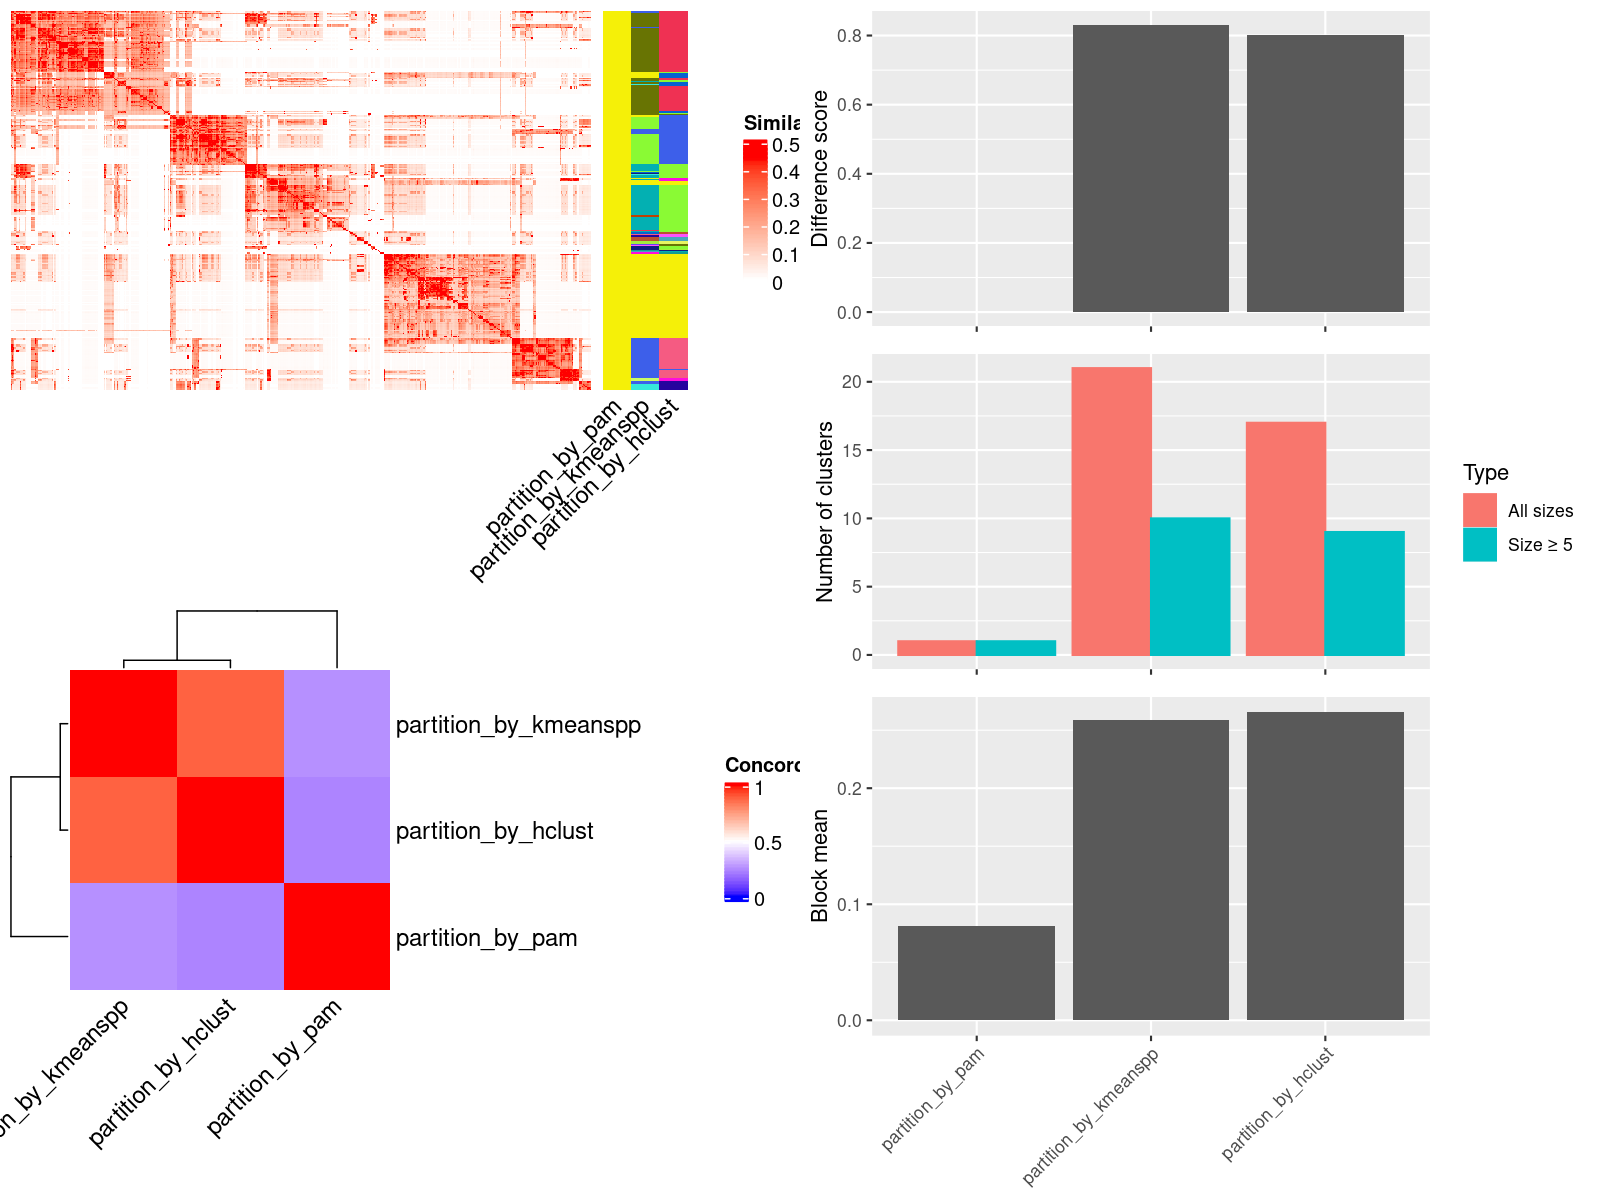 Simila
0.5
0.4
0.3
0.2
0.1
0
partition_by_pam
partition_by_kmeanspp
partition_by_hclust
partition_by_kmeanspp
partition_by_hclust
partition_by_pam
Concord
1
0.5
0
on_by_kmeanspp
partition_by_hclust
partition_by_pam
Difference score
0.8
0.6
0.4
0.2
0.0
Number of clusters
20
15
10
5
0
Type
All sizes
Size ≥ 5
Block mean
0.2
0.1
0.0
partition_by_pam
partition_by_kmeanspp
partition_by_hclust